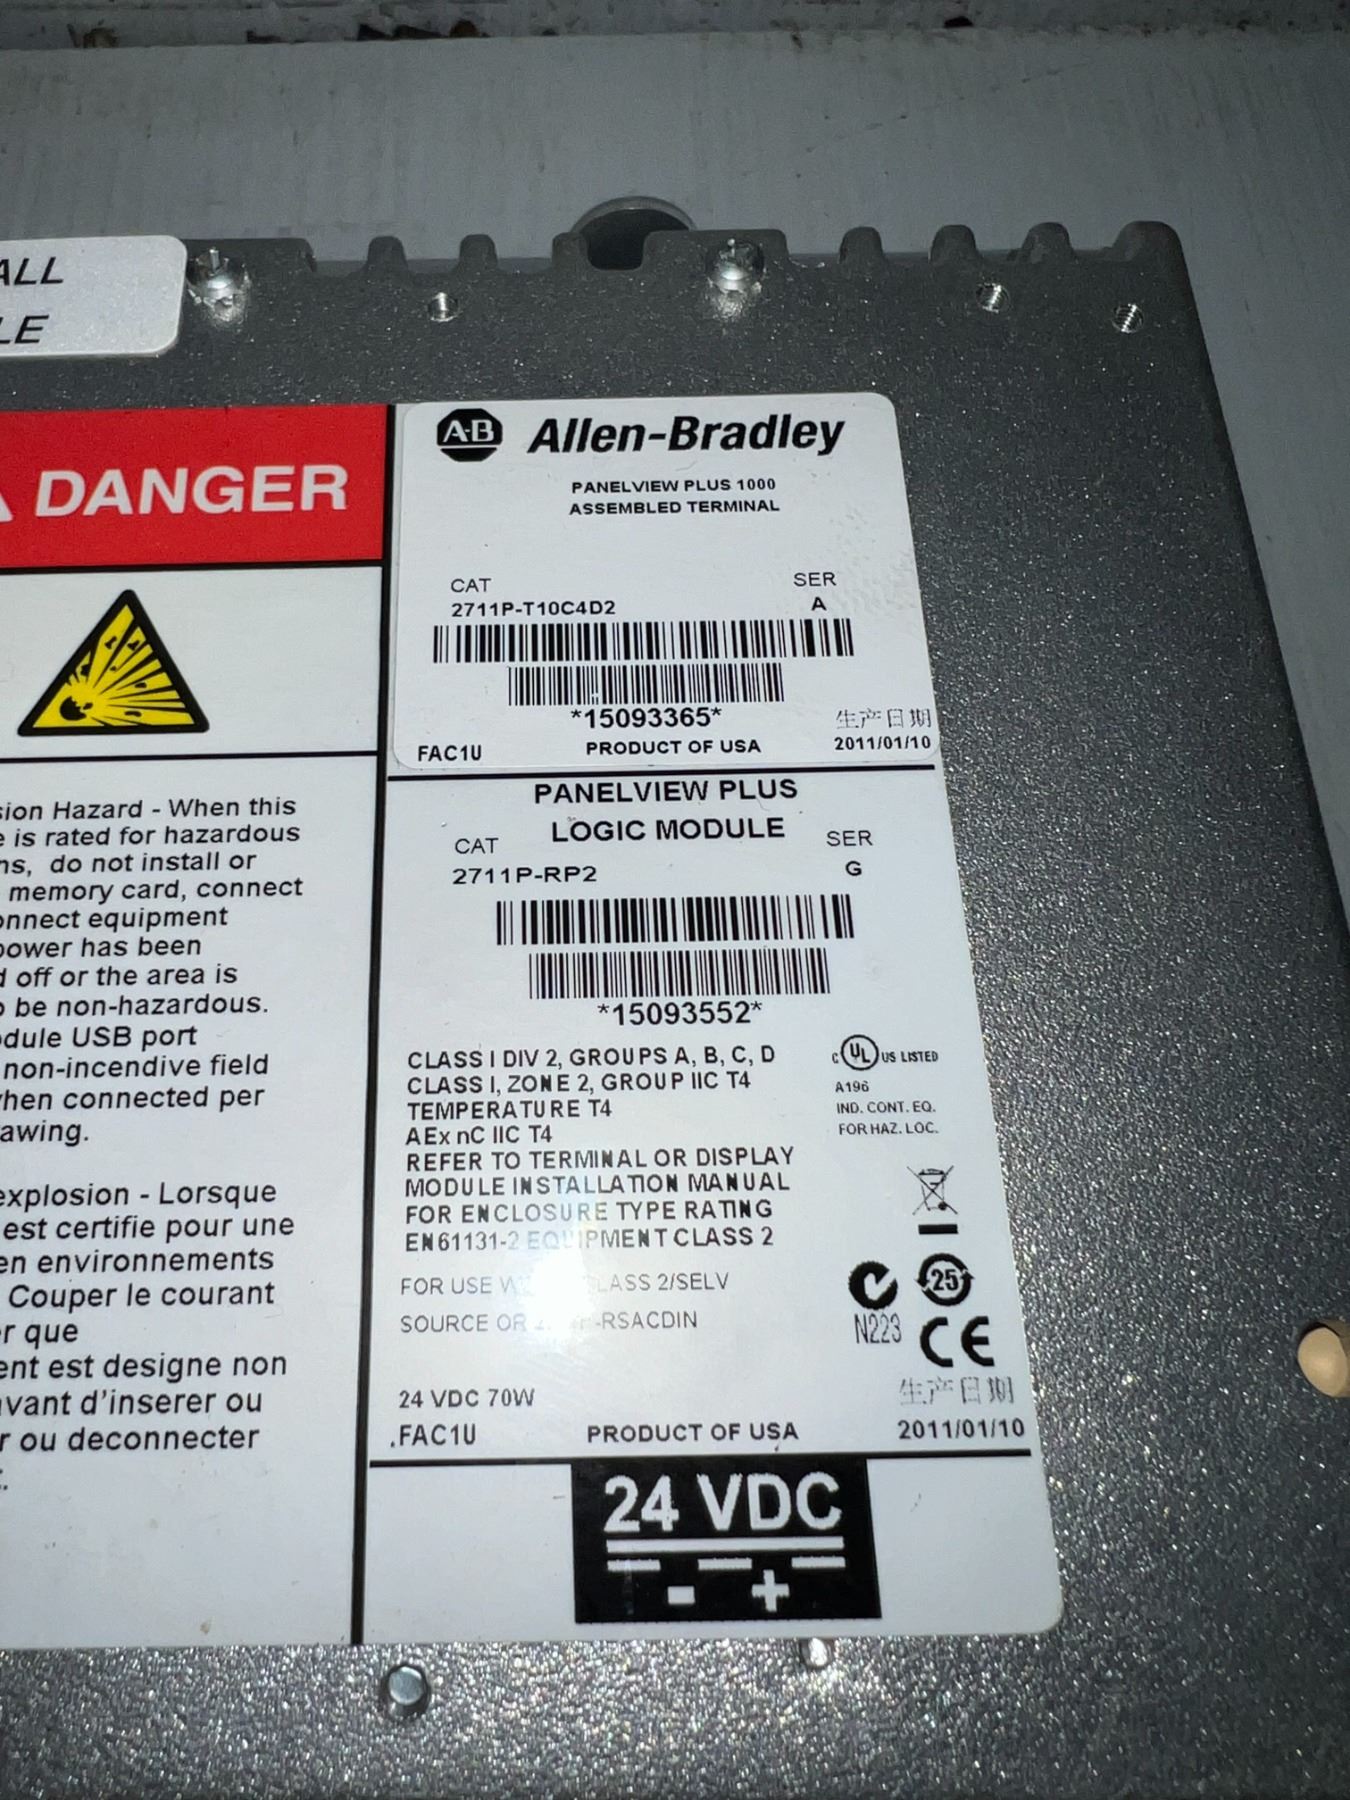 ALL
LE
DANGER
A-B Allen-Bradley
PANELVIEW PLUS 1000
ASSEMBLED TERMINAL
CAT SER
2711P-T10C4D2 A
*15093365* 生产日期
FAC1U PRODUCT OF USA 2011/01/10
sion Hazard - When this
e is rated for hazardous
ns, do not install or
memory card, connect
onnect equipment
power has been
d off or the area is
o be non-hazardous.
dule USB port
non-incendive field
hen connected per
awing.
explosion - Lorsque
est certifie pour une
en environnements
Couper le courant
r que
ent est designe non
avant d'inserer ou
r ou deconnecter
PANELVIEW PLUS
LOGIC MODULE
CAT SER
2711P-RP2 G
*15093552*
CLASS I DIV 2, GROUPS A, B, C, D
CLASS I, ZONE 2, GROUP IIC T4
TEMPERATURE T4
AEx nC IIC T4
REFER TO TERMINAL OR DISPLAY
MODULE INSTALLATION MANUAL
FOR ENCLOSURE TYPE RATING
EN61131-2 EQUIPMENT CLASS 2
FOR USE CLASS 2/SELV
SOURCE OR -RSACDIN
C UL US LISTED
A196
IND. CONT. EQ.
FOR HAZ. LOC.
25
N223 CE
24 VDC 70W 生产日期
.FAC1U PRODUCT OF USA 2011/01/10
24 VDC
- +